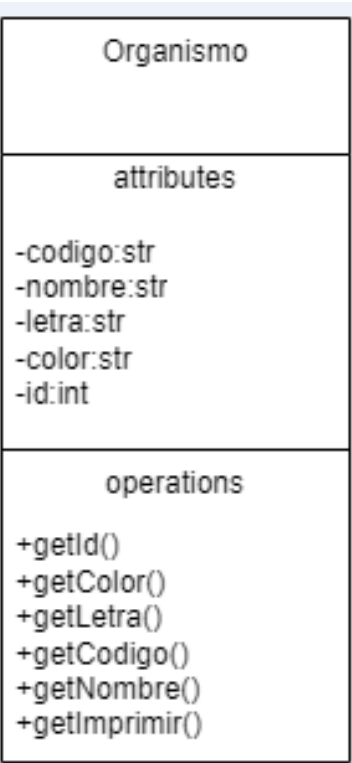 Organismo
attributes
-codigo:str
-nombre:str
-letra:str
-color:str
-id:int
operations
+getId()
+getColor()
+getLetra()
+getCodigo()
+getNombre()
+getImprimir()